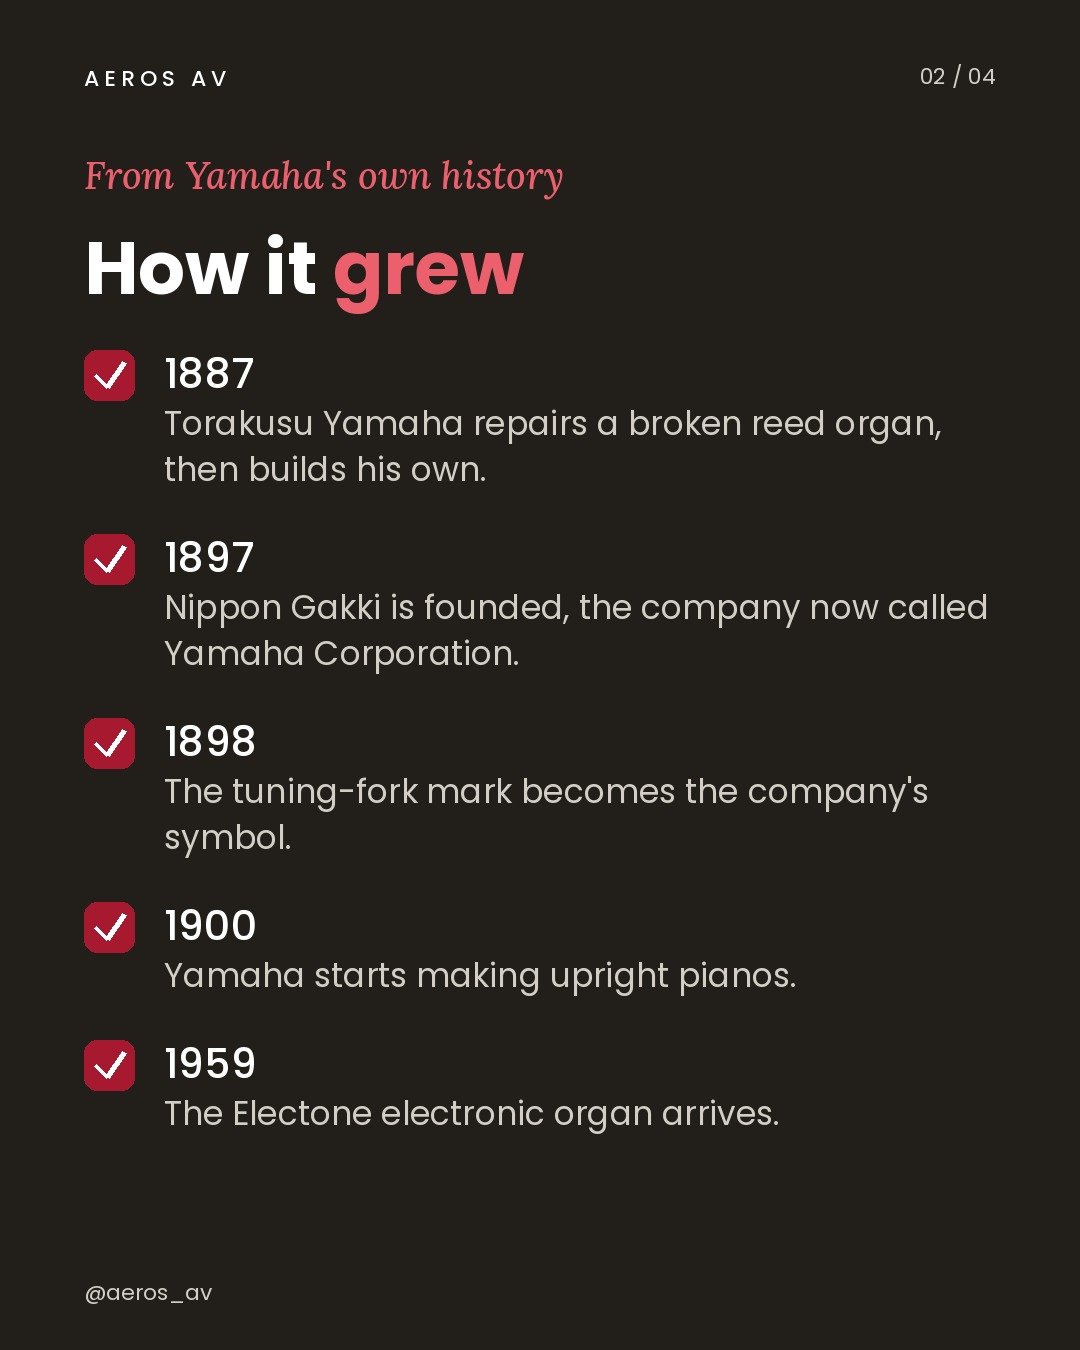 AEROS AV
02 / 04
From Yamaha's own history
How it grew
1887
Torakusu Yamaha repairs a broken reed organ,
then builds his own.
1897
Nippon Gakki is founded, the company now called
Yamaha Corporation.
1898
The tuning-fork mark becomes the company's
symbol.
1900
Yamaha starts making upright pianos.
1959
The Electone electronic organ arrives.
@aeros_av